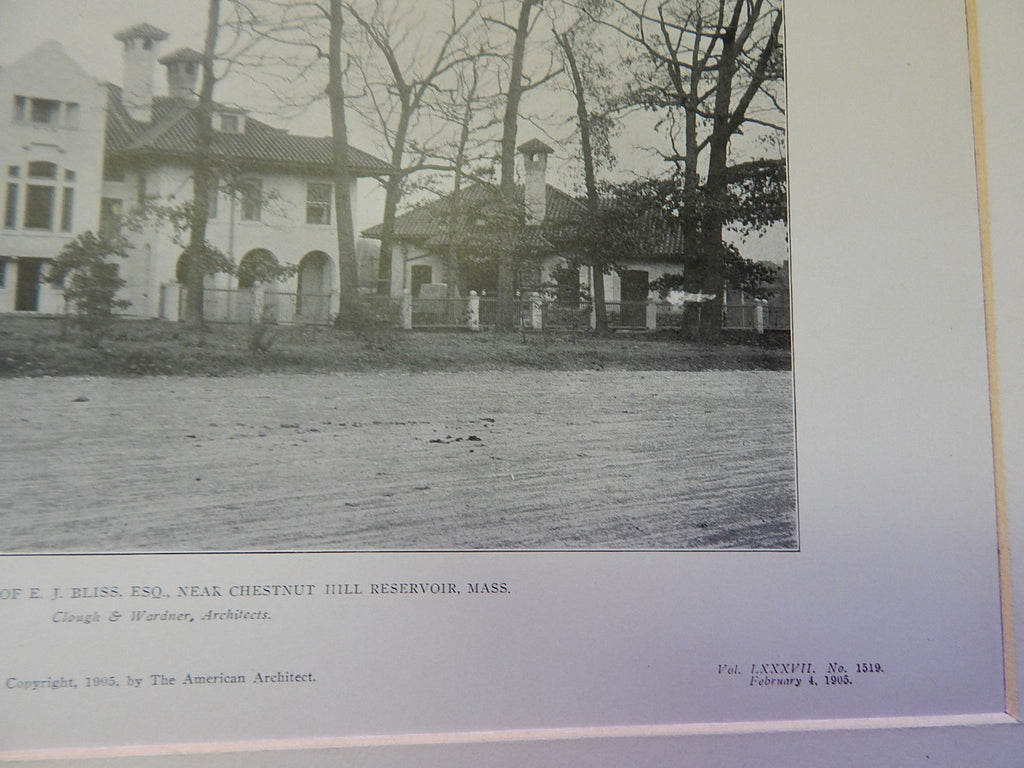 OF E. J. BLISS, ESQ., NEAR CHESTNUT HILL RESERVOIR, MASS.
Clough & Wardner, Architects.
Copyright, 1905, by The American Architect.
Vol. LXXXVII, No. 1519.
February 4, 1905.